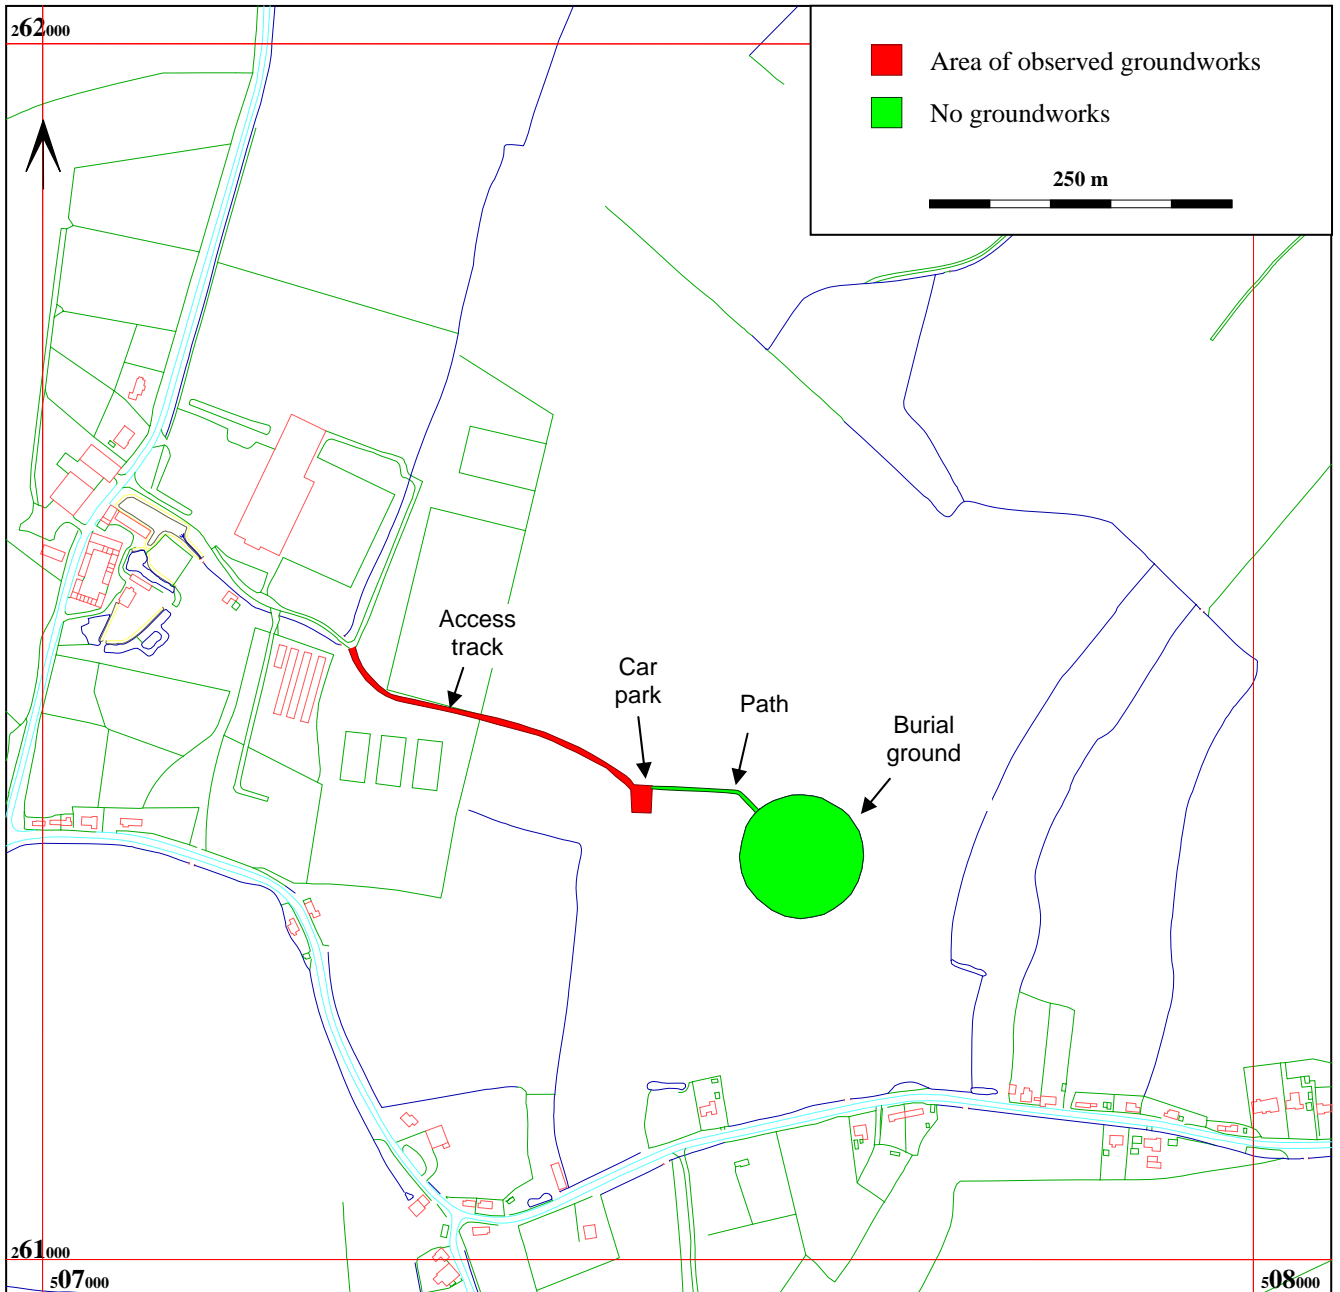 262000
Area of observed groundworks
No groundworks
250 m
Access
track
Car
park
Path
Burial
ground
261000
507000
508000